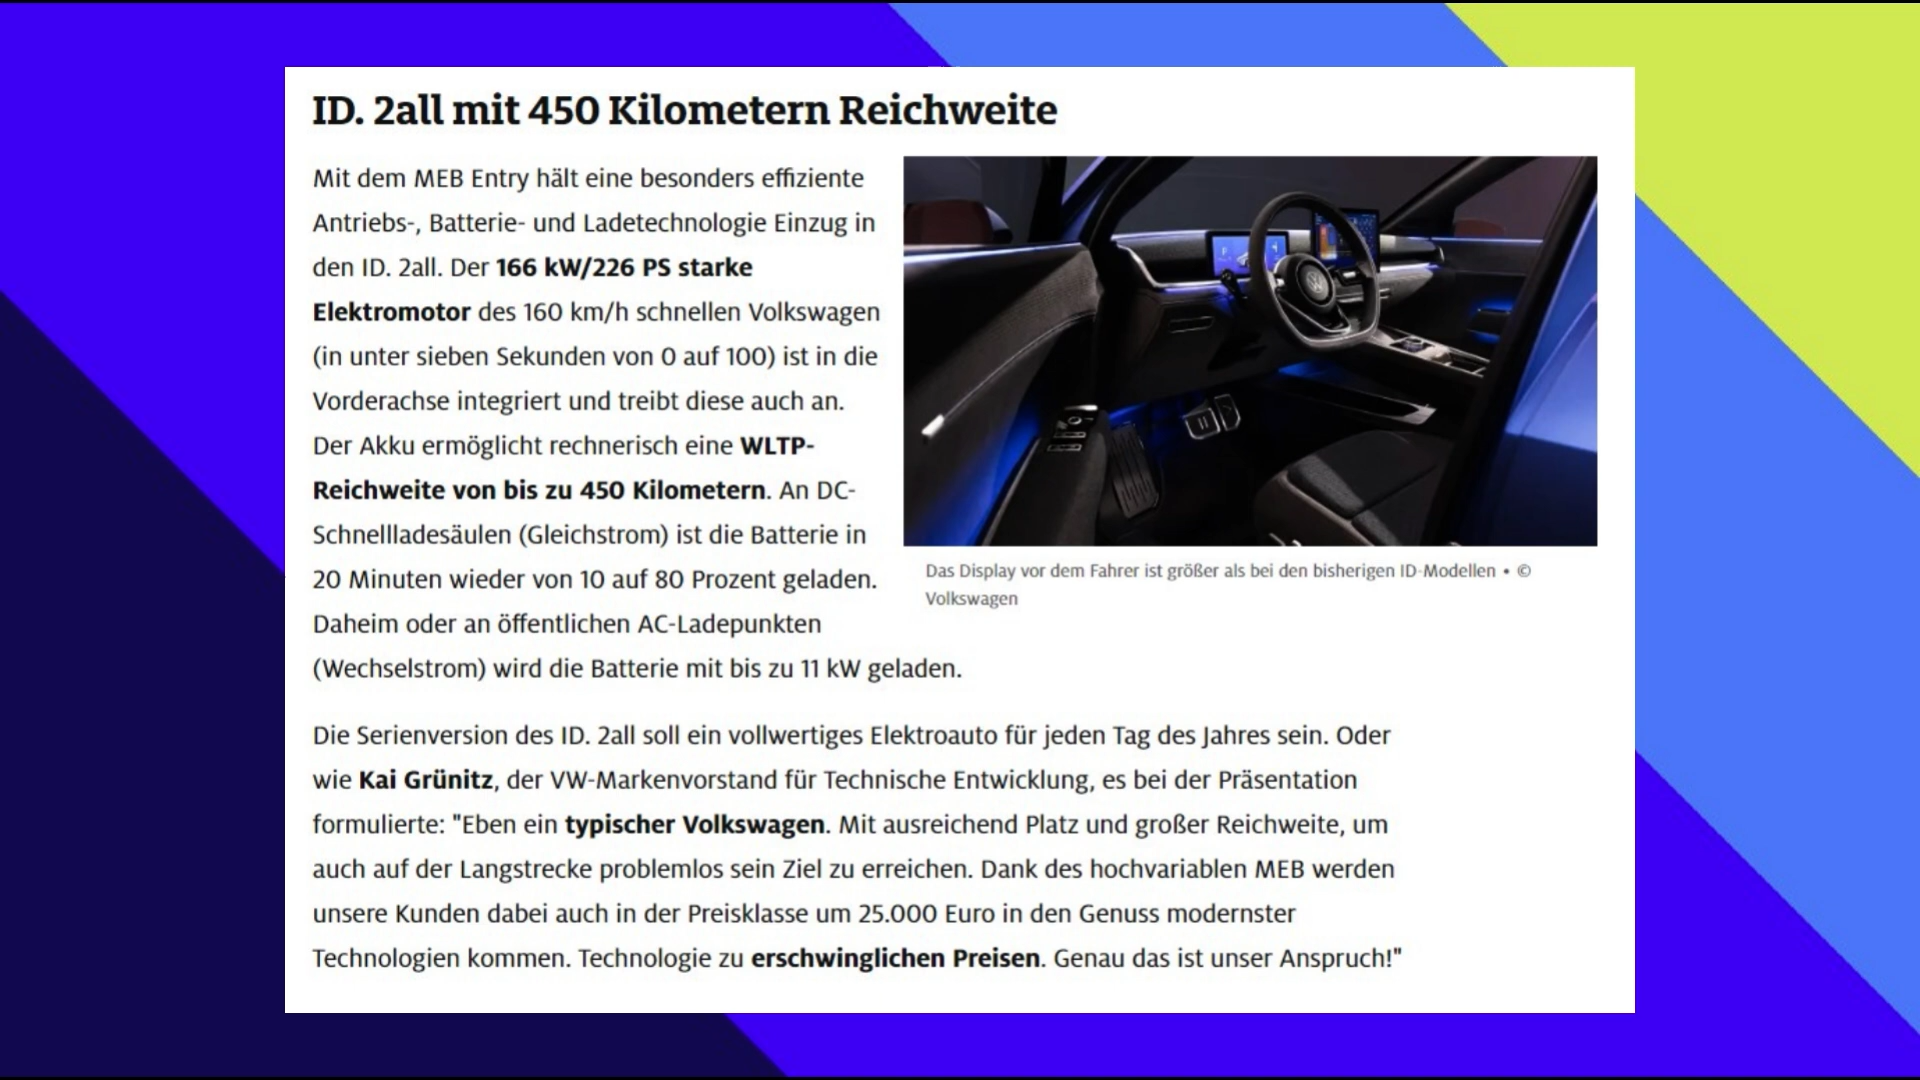 ID. 2all mit 450 Kilometern Reichweite
Mit dem MEB Entry hält eine besonders effiziente
Antriebs-, Batterie- und Ladetechnologie Einzug in
den ID. 2all. Der 166 kW/226 PS starke
Elektromotor des 160 km/h schnellen Volkswagen
(in unter sieben Sekunden von 0 auf 100) ist in die
Vorderachse integriert und treibt diese auch an.
Der Akku ermöglicht rechnerisch eine WLTP-
Reichweite von bis zu 450 Kilometern. An DC-
Schnellladesäulen (Gleichstrom) ist die Batterie in
20 Minuten wieder von 10 auf 80 Prozent geladen.
Daheim oder an öffentlichen AC-Ladepunkten
(Wechselstrom) wird die Batterie mit bis zu 11 kW geladen.
Das Display vor dem Fahrer ist größer als bei den bisherigen ID-Modellen • ©
Volkswagen
Die Serienversion des ID. 2all soll ein vollwertiges Elektroauto für jeden Tag des Jahres sein. Oder
wie Kai Grünitz, der VW-Markenvorstand für Technische Entwicklung, es bei der Präsentation
formulierte: "Eben ein typischer Volkswagen. Mit ausreichend Platz und großer Reichweite, um
auch auf der Langstrecke problemlos sein Ziel zu erreichen. Dank des hochvariablen MEB werden
unsere Kunden dabei auch in der Preisklasse um 25.000 Euro in den Genuss modernster
Technologien kommen. Technologie zu erschwinglichen Preisen. Genau das ist unser Anspruch!"